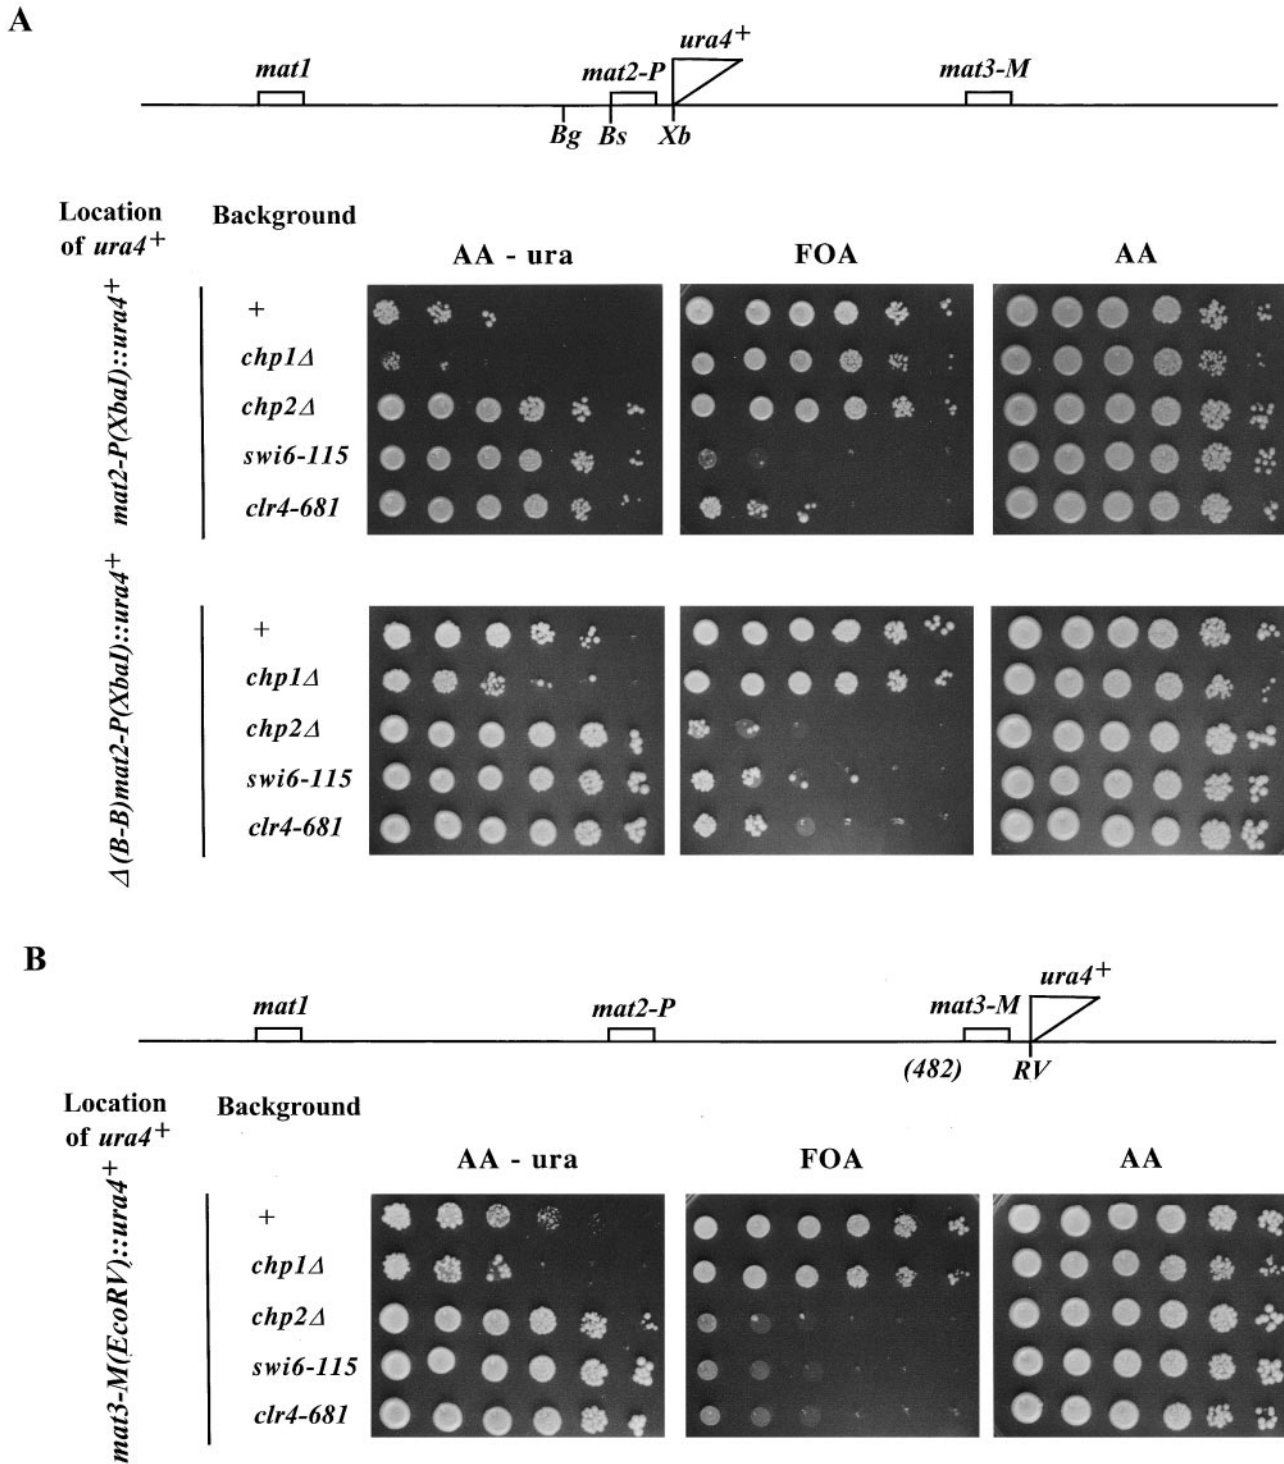 A
ura4+
mat1 mat2-P mat3-M
Bg Bs Xb
Location of ura4+
Background
AA - ura FOA AA
mat2-P(XbaI)::ura4+
+
chp1Δ
chp2Δ
swi6-115
clr4-681
Δ(B-B)mat2-P(XbaI)::ura4+
+
chp1Δ
chp2Δ
swi6-115
clr4-681
B
ura4+
mat1 mat2-P mat3-M
(482) RV
Location of ura4+
Background
AA - ura FOA AA
mat3-M(EcoRV)::ura4+
+
chp1Δ
chp2Δ
swi6-115
clr4-681